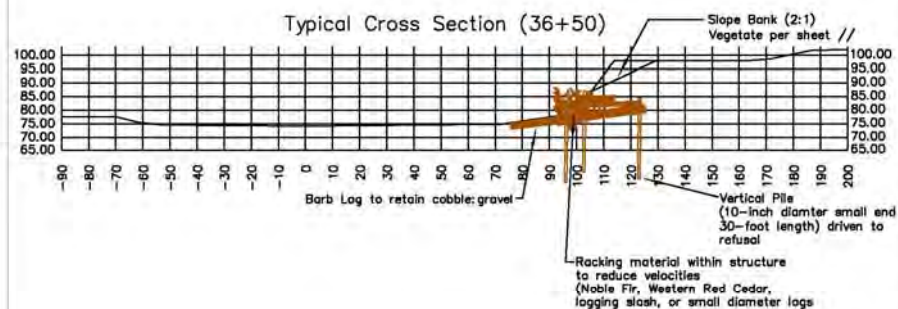 Typical Cross Section (36+50)
Slope Bank (2:1)
Vegetate per sheet //
100.00
95.00
90.00
85.00
80.00
75.00
70.00
65.00
100.00
95.00
90.00
85.00
80.00
75.00
70.00
65.00
-90 -80 -70 -60 -50 -40 -30 -20 -10 0 10 20 30 40 50 60 70 80 90 100 110 120 130 140 150 160 170 180 190 200
Barb Log to retain cobble:gravel
Vertical Pile
(10-inch diamter small end
30-foot length) driven to
refusal
Racking material within structure
to reduce velocities
(Noble Fir, Western Red Cedar,
logging slash, or small diameter logs